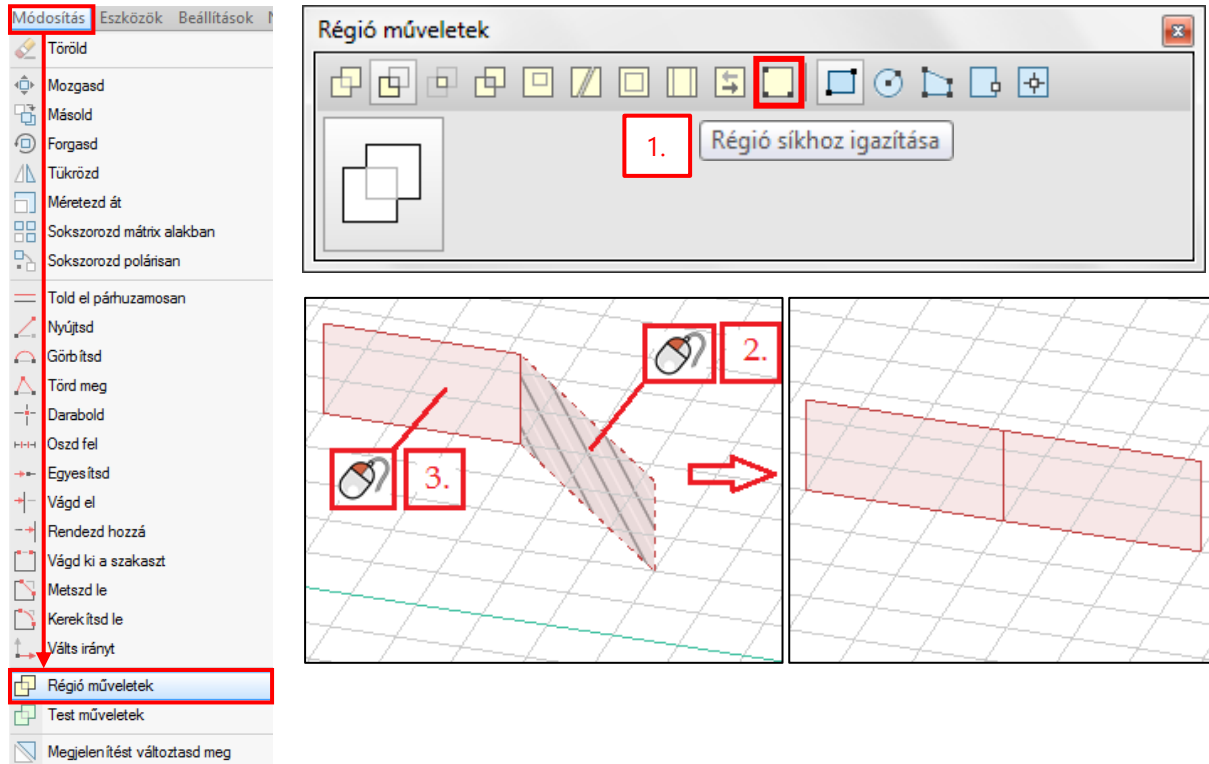 Módosítás Eszközök Beállítások
Töröld
Mozgasd
Másold
Forgasd
Tükrözd
Méretezd át
Sokszorozd mátrix alakban
Sokszorozd polárisan
Told el párhuzamosan
Nyújtsd
Görbítsd
Törd meg
Darabold
Oszd fel
Egyesítsd
Vágd el
Rendezd hozzá
Vágd ki a szakaszt
Metszd le
Kerekítsd le
Válts irányt
Régió műveletek
Test műveletek
Megjelenítést változtasd meg
Régió műveletek
1.
Régió síkhoz igazítása
2.
3.